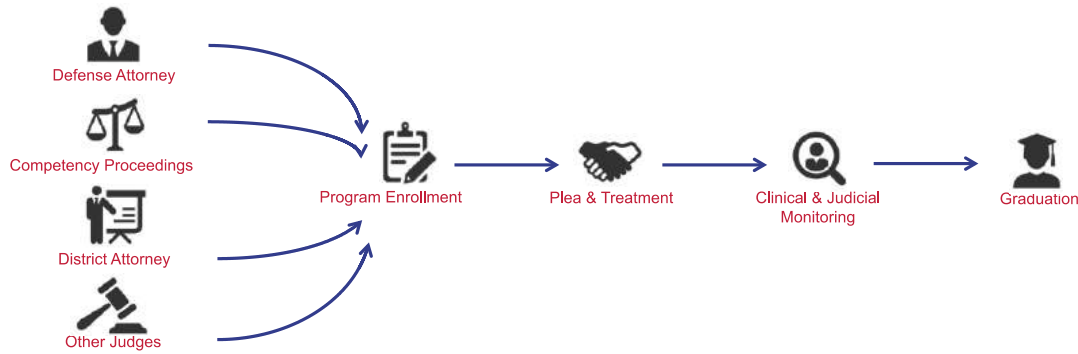 Defense Attorney
Competency Proceedings
District Attorney
Other Judges
Program Enrollment
Plea & Treatment
Clinical & Judicial
Monitoring
Graduation